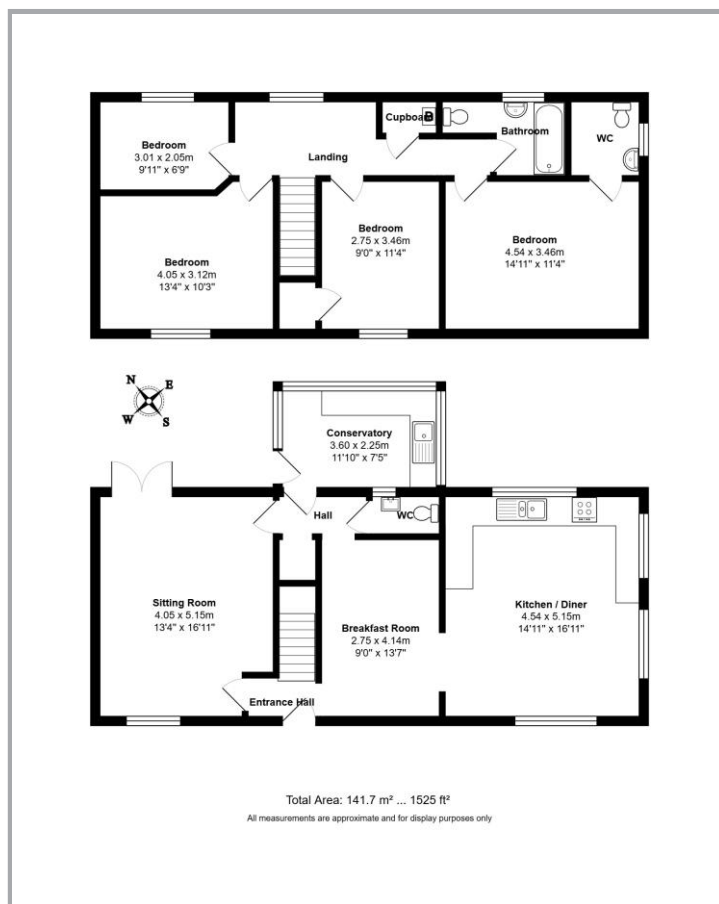 Bedroom
3.01 x 2.05m
9'11" x 6'9"
Landing
Cupboard
B
Bathroom
WC
Bedroom
4.05 x 3.12m
13'4" x 10'3"
Bedroom
2.75 x 3.46m
9'0" x 11'4"
Bedroom
4.54 x 3.46m
14'11" x 11'4"
N
E
W
S
Conservatory
3.60 x 2.25m
11'10" x 7'5"
Hall
WC
Sitting Room
4.05 x 5.15m
13'4" x 16'11"
Breakfast Room
2.75 x 4.14m
9'0" x 13'7"
Kitchen / Diner
4.54 x 5.15m
14'11" x 16'11"
Entrance Hall
Total Area: 141.7 m² ... 1525 ft²
All measurements are approximate and for display purposes only